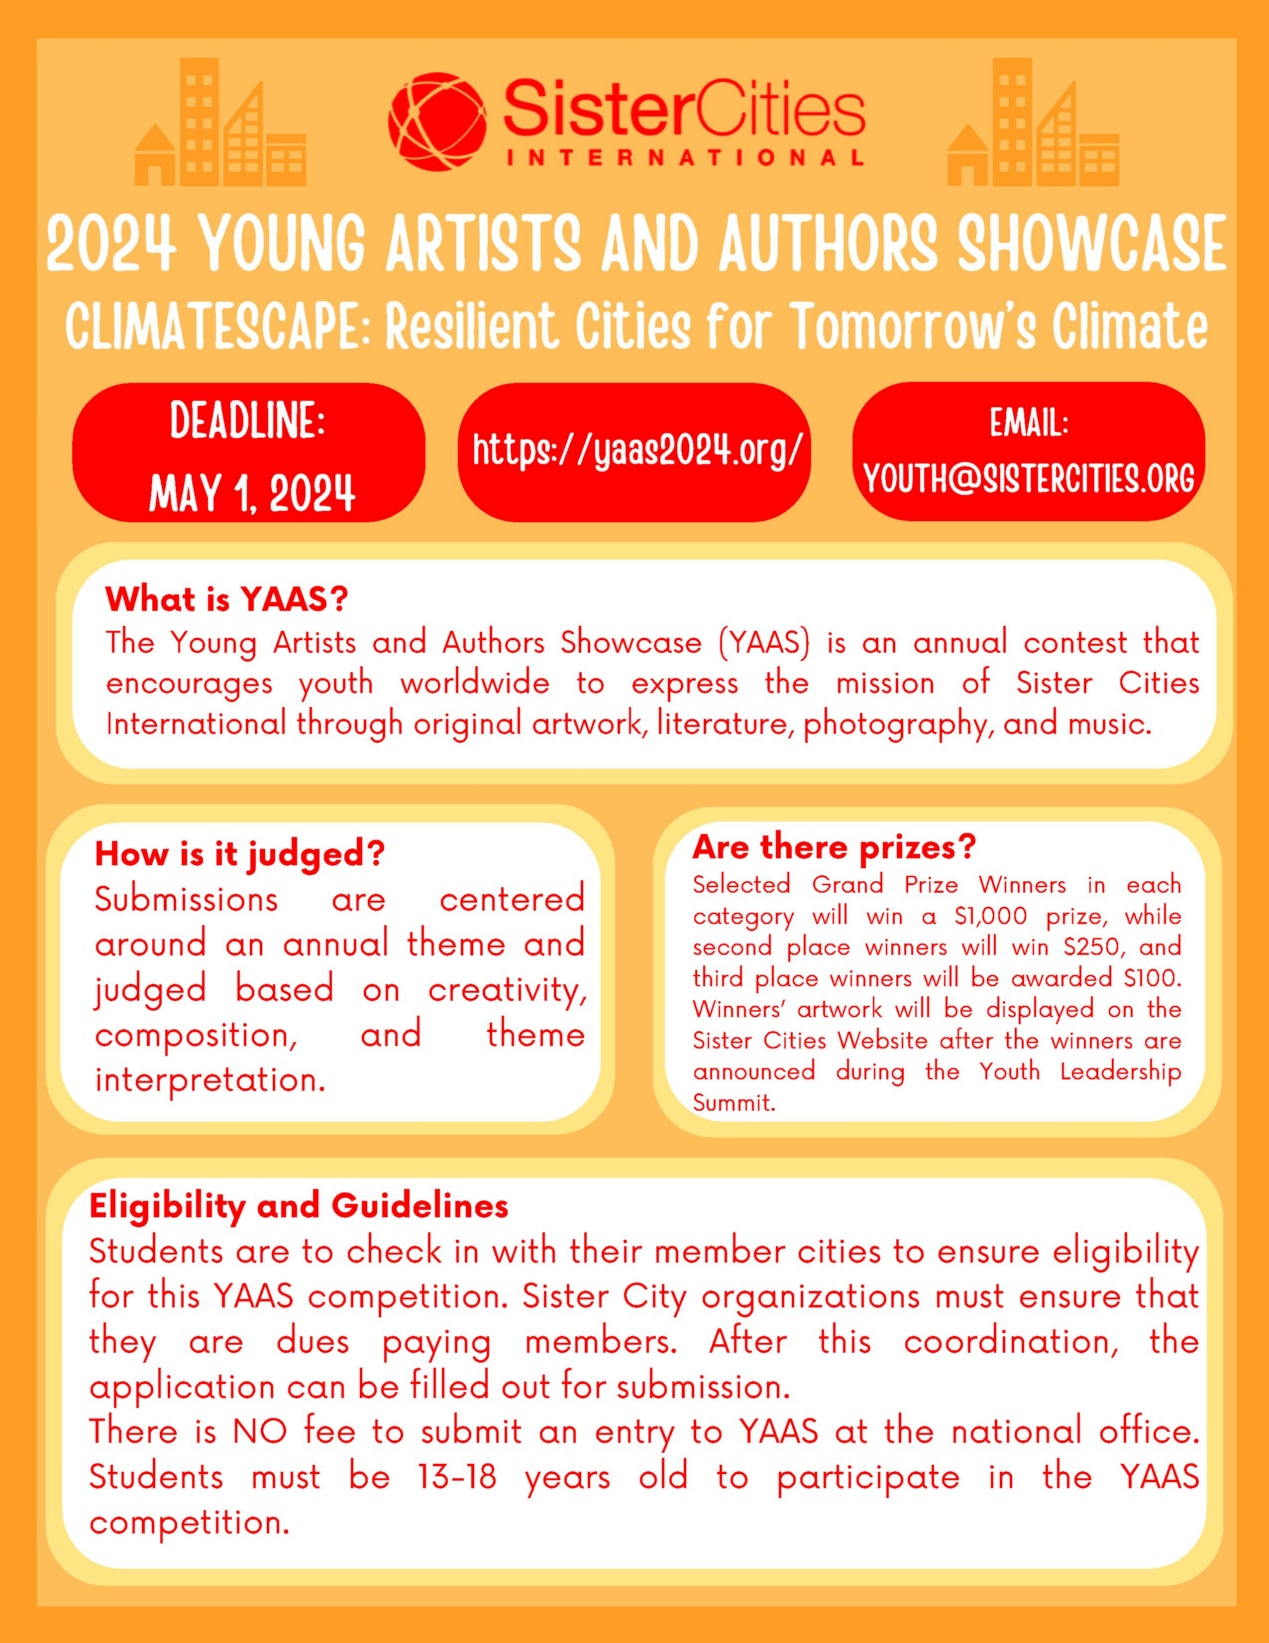 SisterCities
INTERNATIONAL
2024 YOUNG ARTISTS AND AUTHORS SHOWCASE
CLIMATESCAPE: Resilient Cities for Tomorrow's Climate
DEADLINE:
MAY 1, 2024
https://yaas2024.org/
EMAIL:
YOUTH@SISTERCITIES.ORG
What is YAAS?
The Young Artists and Authors Showcase (YAAS) is an annual contest that
encourages youth worldwide to express the mission of Sister Cities
International through original artwork, literature, photography, and music.
How is it judged?
Submissions are centered
around an annual theme and
judged based on creativity,
composition, and theme
interpretation.
Are there prizes?
Selected Grand Prize Winners in each
category will win a $1,000 prize, while
second place winners will win $250, and
third place winners will be awarded $100.
Winners' artwork will be displayed on the
Sister Cities Website after the winners are
announced during the Youth Leadership
Summit.
Eligibility and Guidelines
Students are to check in with their member cities to ensure eligibility
for this YAAS competition. Sister City organizations must ensure that
they are dues paying members. After this coordination, the
application can be filled out for submission.
There is NO fee to submit an entry to YAAS at the national office.
Students must be 13-18 years old to participate in the YAAS
competition.